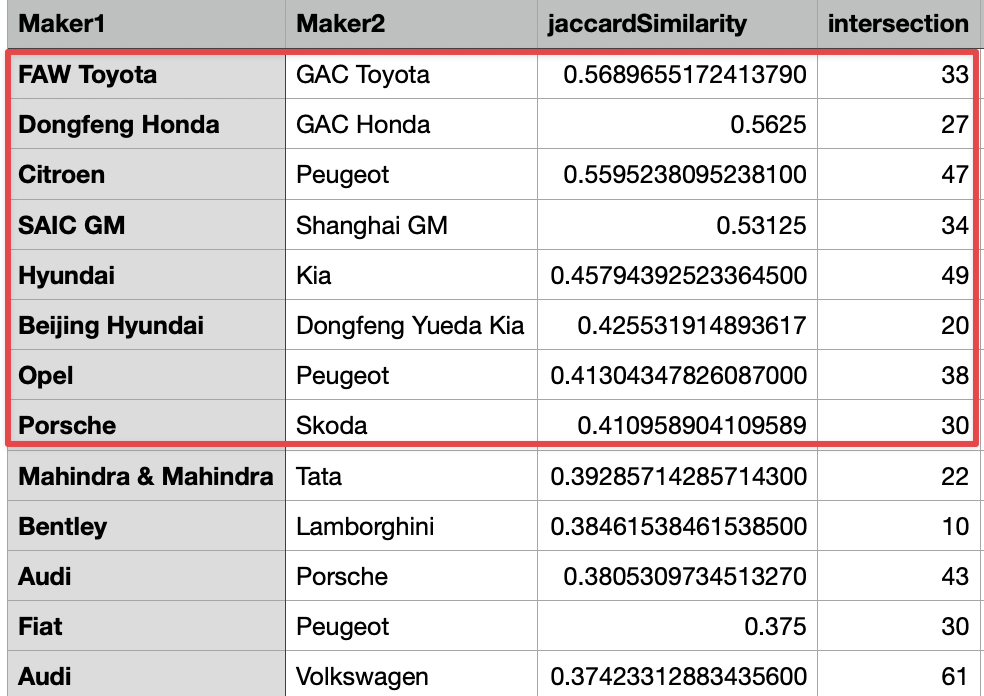 Maker1 Maker2 jaccardSimilarity intersection
FAW Toyota GAC Toyota 0.5689655172413790 33
Dongfeng Honda GAC Honda 0.5625 27
Citroen Peugeot 0.5595238095238100 47
SAIC GM Shanghai GM 0.53125 34
Hyundai Kia 0.45794392523364500 49
Beijing Hyundai Dongfeng Yueda Kia 0.425531914893617 20
Opel Peugeot 0.41304347826087000 38
Porsche Skoda 0.410958904109589 30
Mahindra & Mahindra Tata 0.39285714285714300 22
Bentley Lamborghini 0.38461538461538500 10
Audi Porsche 0.3805309734513270 43
Fiat Peugeot 0.375 30
Audi Volkswagen 0.37423312883435600 61